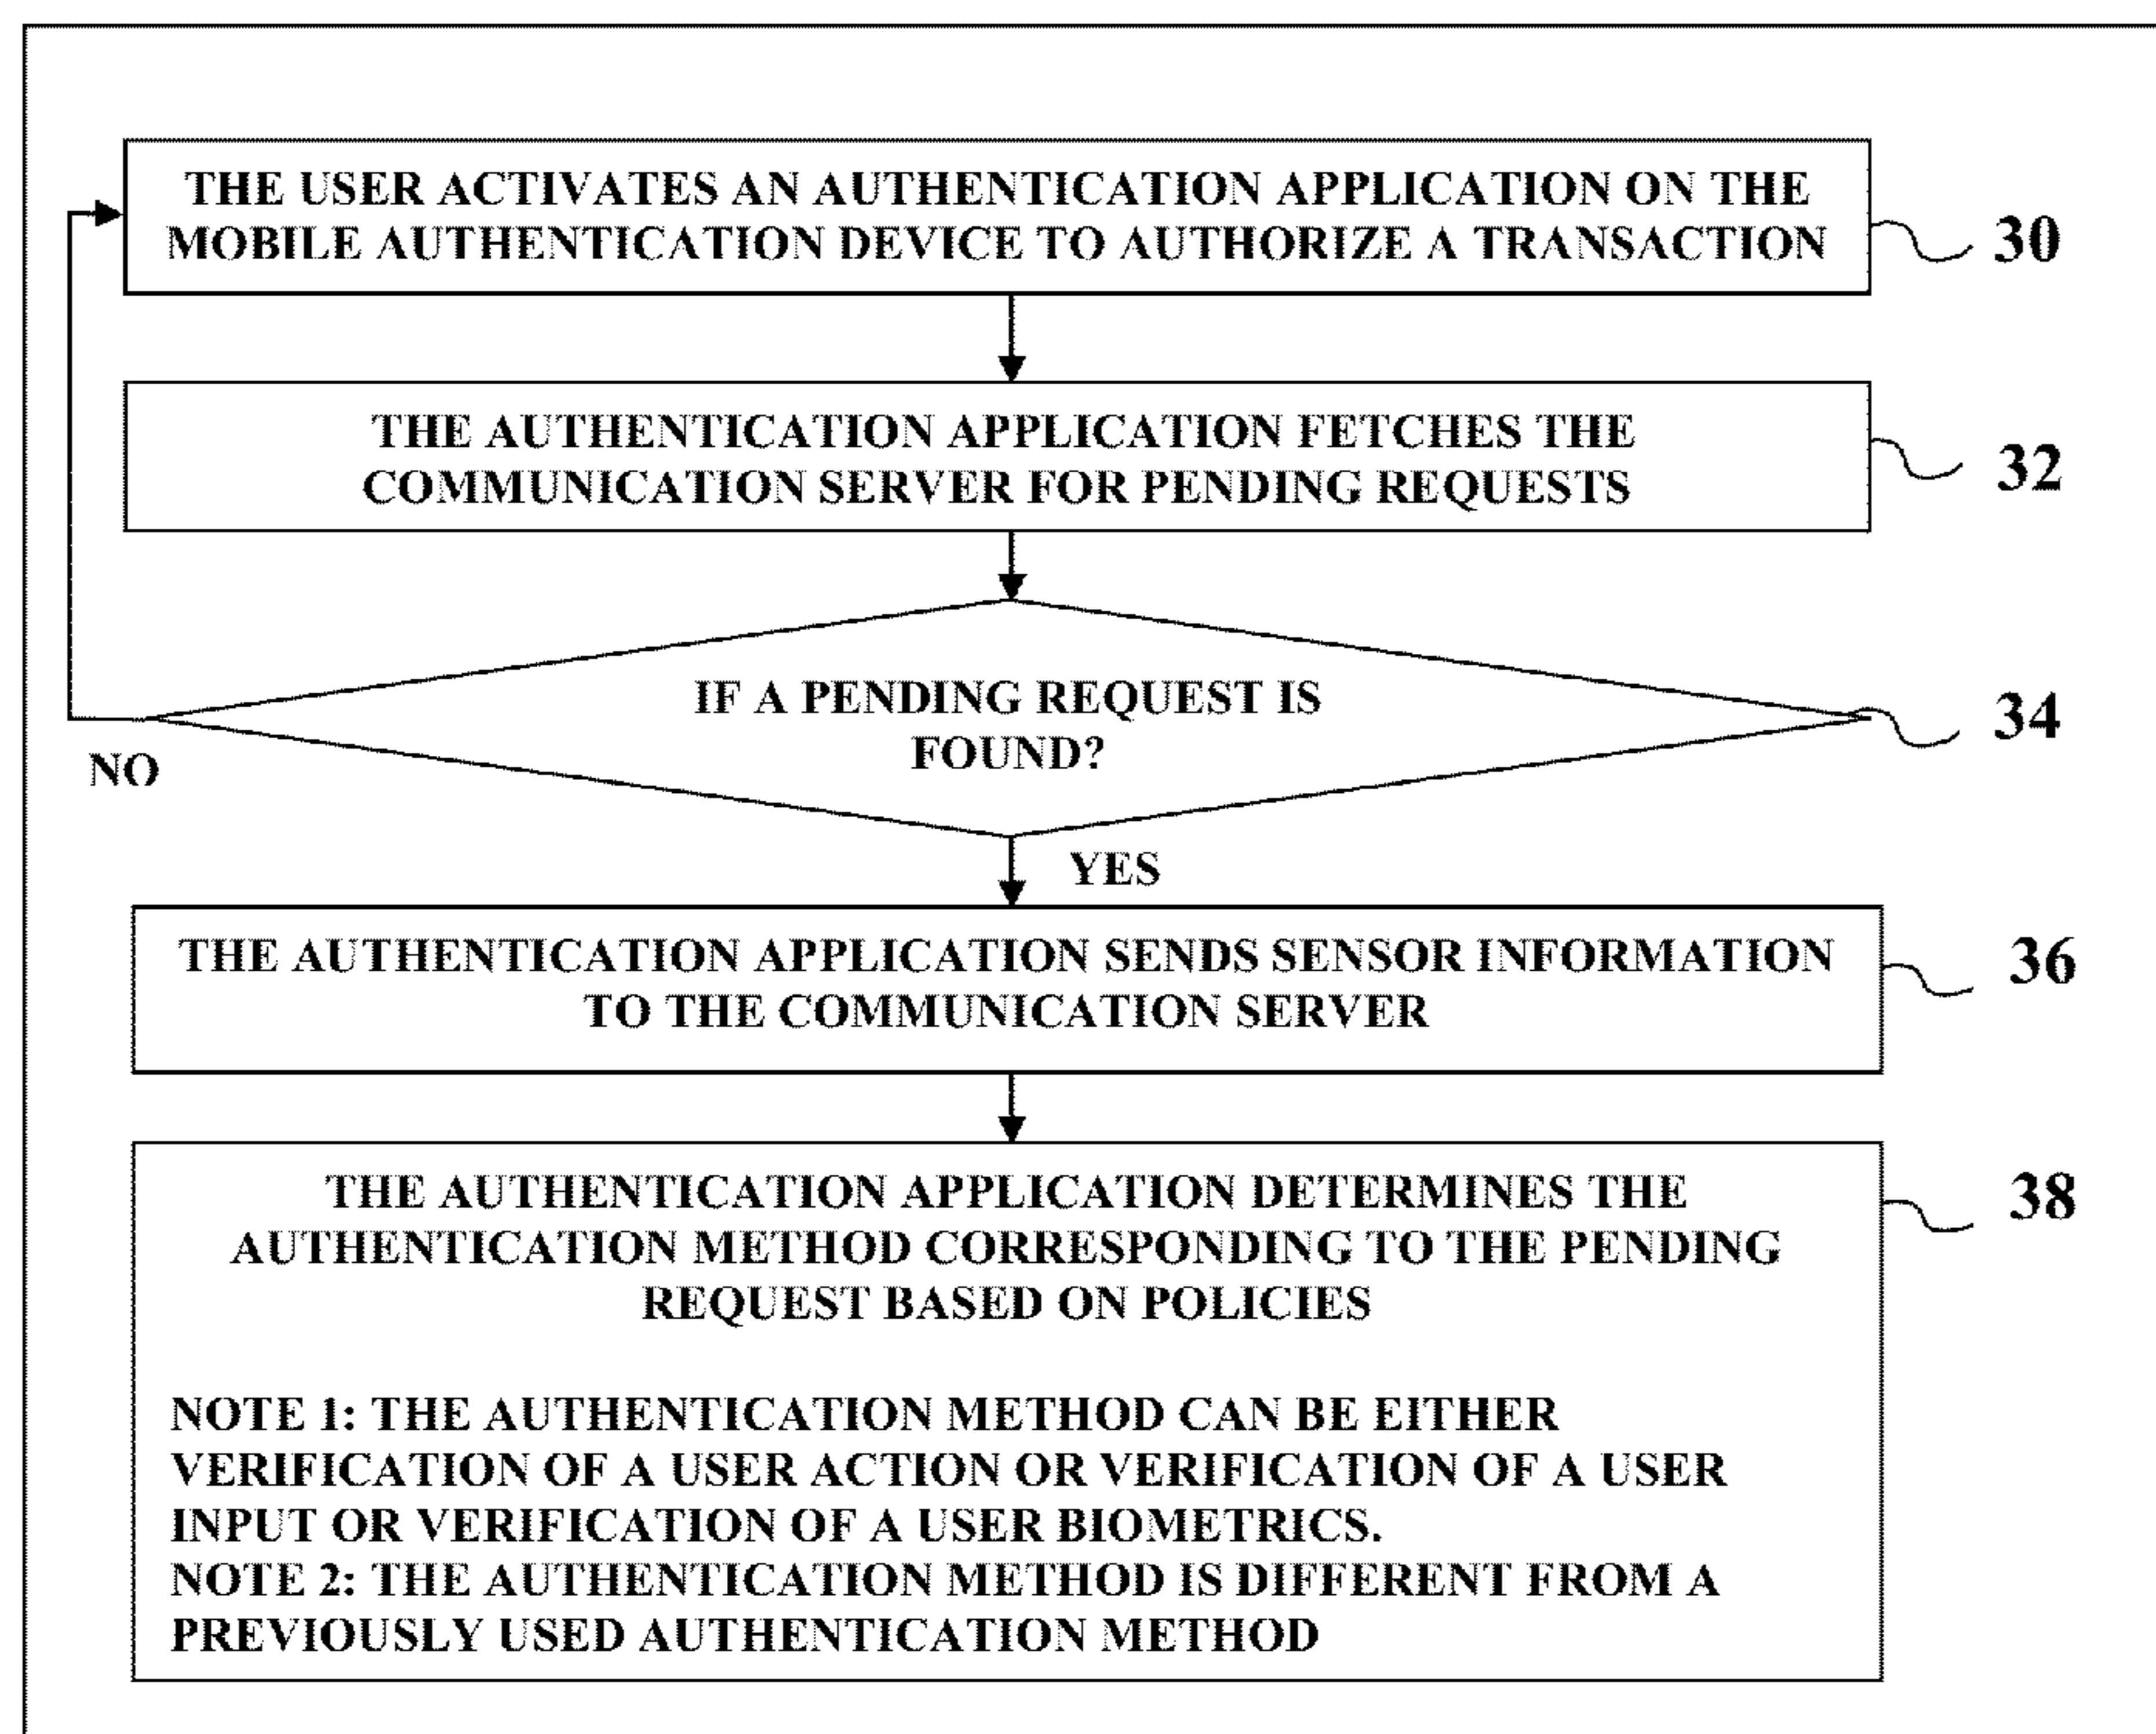 THE USER ACTIVATES AN AUTHENTICATION APPLICATION ON THE
MOBILE AUTHENTICATION DEVICE TO AUTHORIZE A TRANSACTION
30
THE AUTHENTICATION APPLICATION FETCHES THE
COMMUNICATION SERVER FOR PENDING REQUESTS
32
IF A PENDING REQUEST IS
FOUND?
34
NO
YES
THE AUTHENTICATION APPLICATION SENDS SENSOR INFORMATION
TO THE COMMUNICATION SERVER
36
THE AUTHENTICATION APPLICATION DETERMINES THE
AUTHENTICATION METHOD CORRESPONDING TO THE PENDING
REQUEST BASED ON POLICIES
38
NOTE 1: THE AUTHENTICATION METHOD CAN BE EITHER
VERIFICATION OF A USER ACTION OR VERIFICATION OF A USER
INPUT OR VERIFICATION OF A USER BIOMETRICS.
NOTE 2: THE AUTHENTICATION METHOD IS DIFFERENT FROM A
PREVIOUSLY USED AUTHENTICATION METHOD